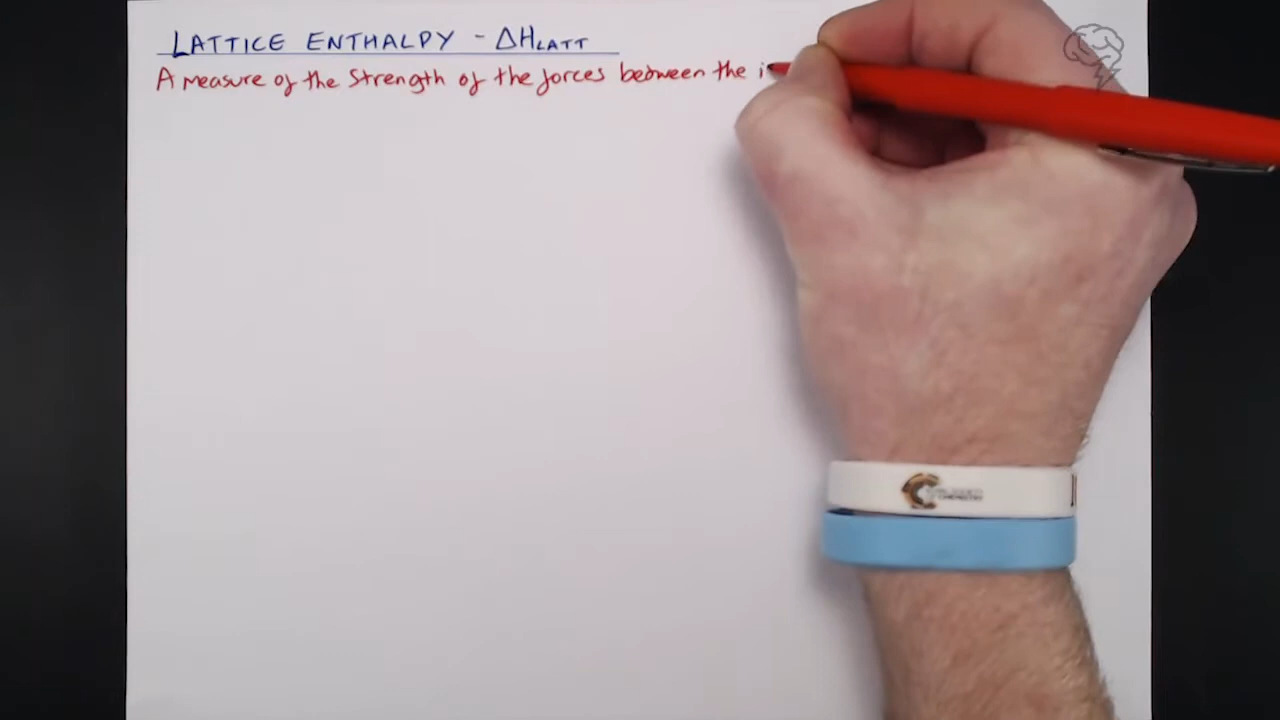 LATTICE ENTHALPY - ΔHLATT
A measure of the strength of the forces between the i